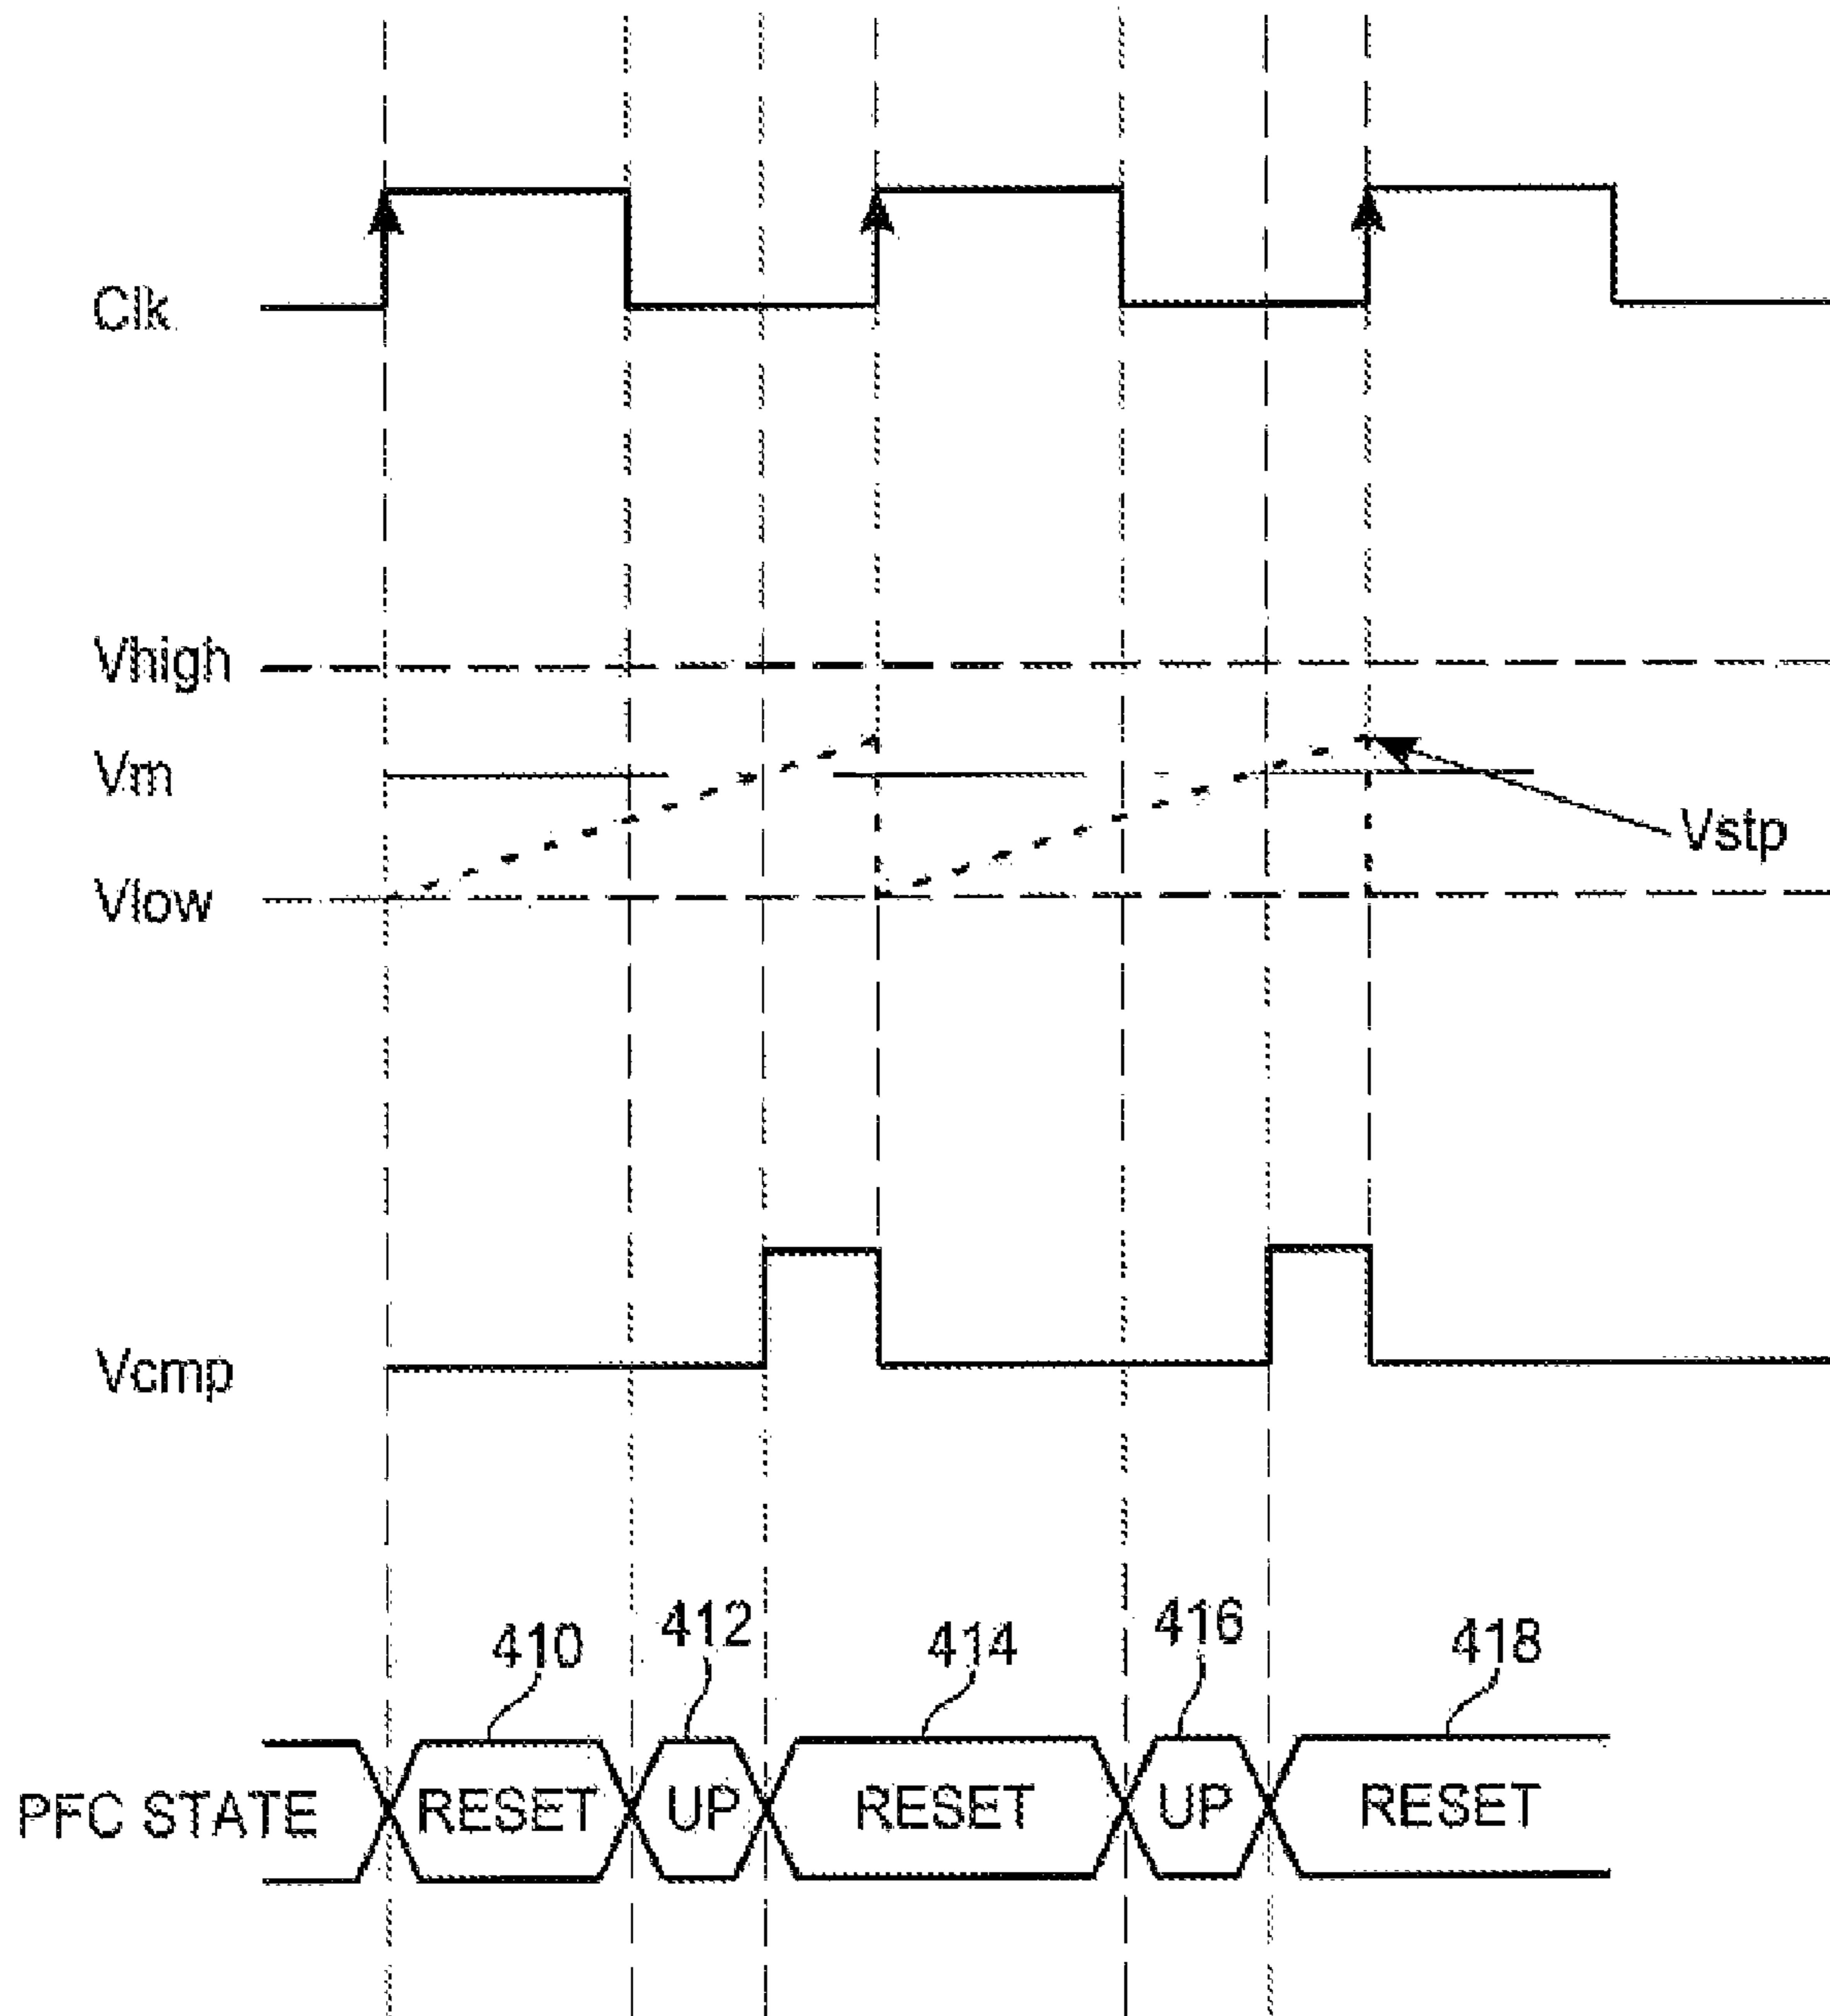 Clk
Vhigh
Vm
Vstp
Vlow
Vcmp
410 412 414 416 418
PFC STATE RESET UP RESET UP RESET